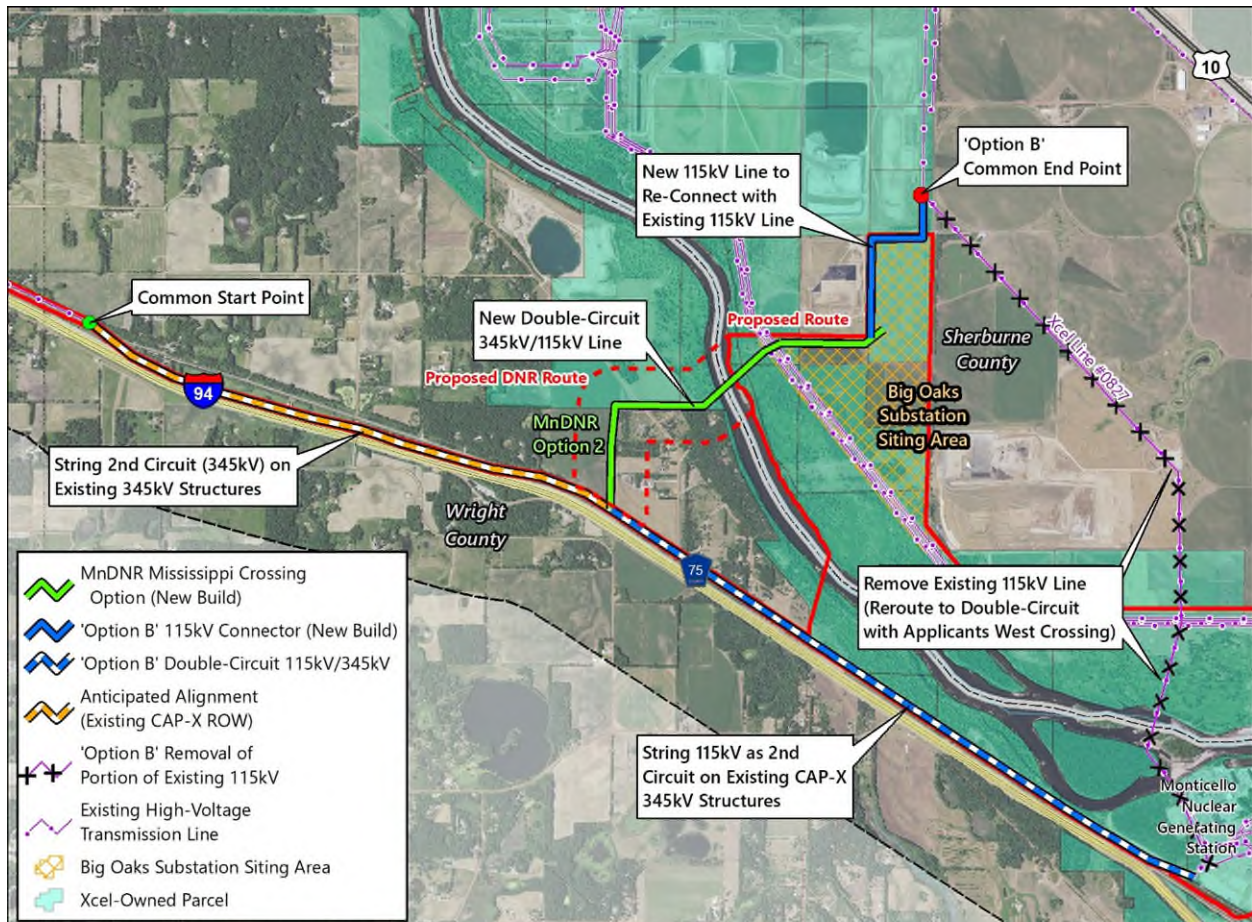 10
'Option B'
Common End Point
New 115kV Line to
Re-Connect with
Existing 115kV Line
Common Start Point
New Double-Circuit
345kV/115kV Line
Proposed Route
Sherburne
County
Xcel Line #0827
Proposed DNR Route
94
MnDNR
Option 2
Big Oaks
Substation
Siting Area
String 2nd Circuit (345kV) on
Existing 345kV Structures
Wright
County
75
Remove Existing 115kV Line
(Reroute to Double-Circuit
with Applicants West Crossing)
String 115kV as 2nd
Circuit on Existing CAP-X
345kV Structures
Monticello
Nuclear
Generating
Station
MnDNR Mississippi Crossing
Option (New Build)
'Option B' 115kV Connector (New Build)
'Option B' Double-Circuit 115kV/345kV
Anticipated Alignment
(Existing CAP-X ROW)
'Option B' Removal of
Portion of Existing 115kV
Existing High-Voltage
Transmission Line
Big Oaks Substation Siting Area
Xcel-Owned Parcel